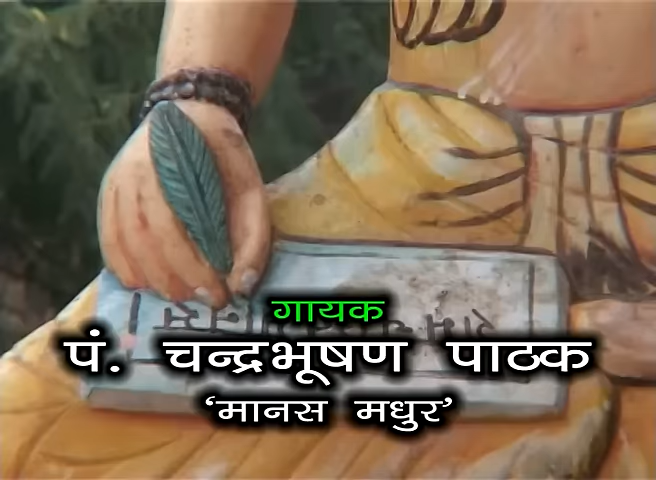 गायक
पं. चन्द्रभूषण पाठक
‘मानस मधुर’